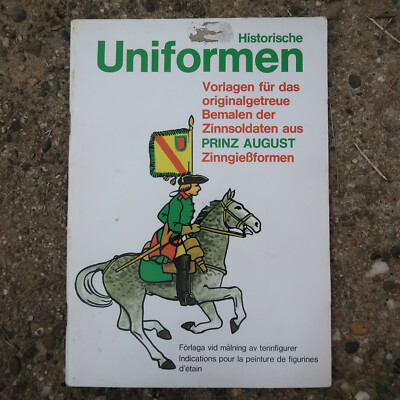 Historische
Uniformen
Vorlagen für das
originalgetreue
Bemalen der
Zinnsoldaten aus
PRINZ AUGUST
Zinngießformen
Förlaga vid målning av tennfigurer
Indications pour la peinture de figurines
d'étain